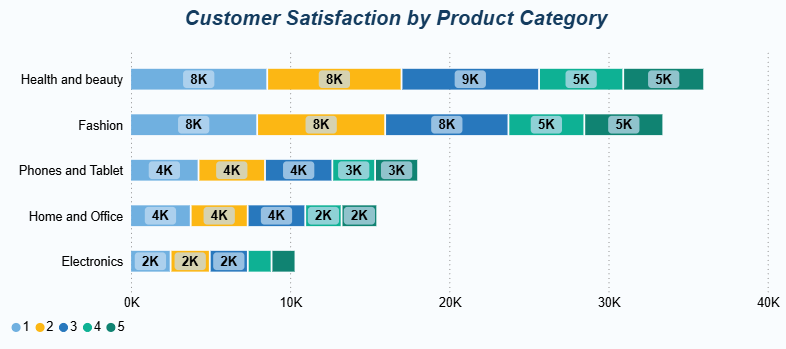 Customer Satisfaction by Product Category
Health and beauty 8K 8K 9K 5K 5K
Fashion 8K 8K 8K 5K 5K
Phones and Tablet 4K 4K 4K 3K 3K
Home and Office 4K 4K 4K 2K 2K
Electronics 2K 2K 2K
0K 10K 20K 30K 40K
1 2 3 4 5